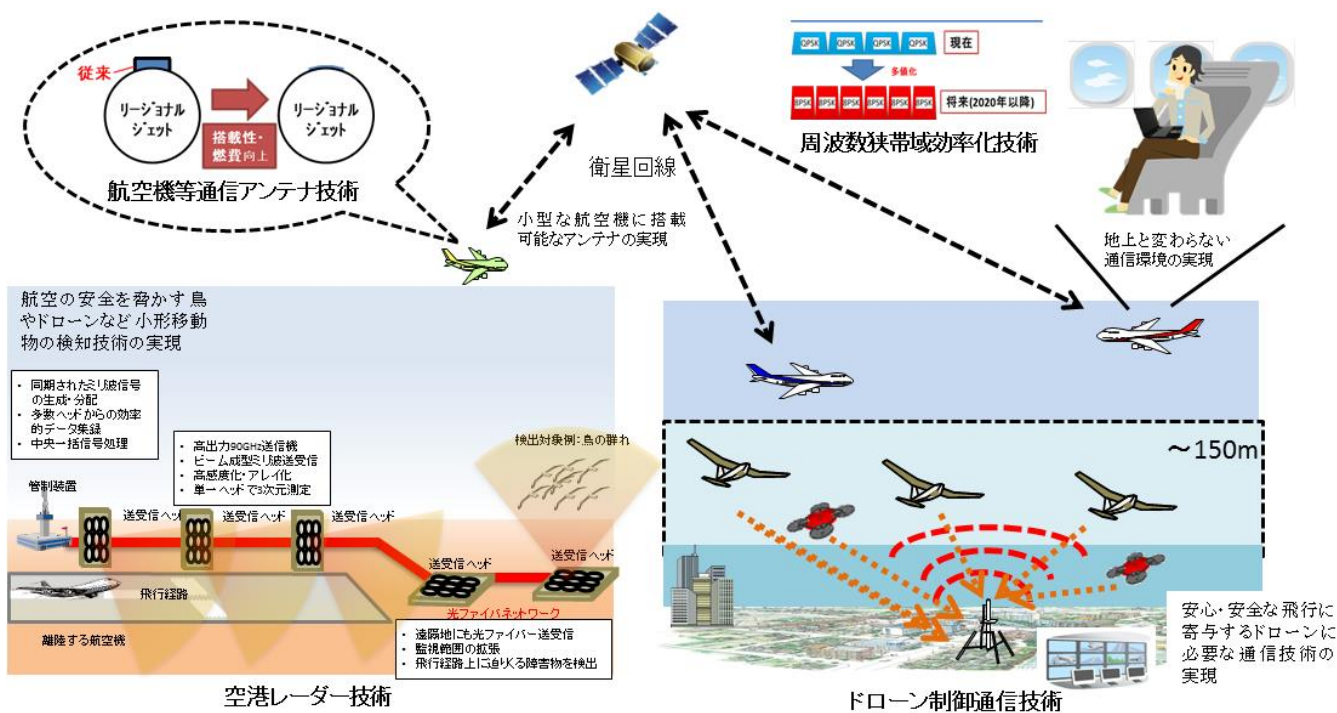 従来
リージョナル
ジェット
搭載性・
燃費向上
リージョナル
ジェット
航空機等通信アンテナ技術
衛星回線
小型な航空機に搭載
可能なアンテナの実現
QPSK QPSK QPSK QPSK
現在
多値化
8PSK 8PSK 8PSK 8PSK 8PSK 8PSK
将来(2020年以降)
周波数狭帯域効率化技術
地上と変わらない
通信環境の実現
航空の安全を脅かす鳥
やドローンなど小形移動
物の検知技術の実現
• 同期されたミリ波信号
の生成・分配
• 多数ヘッドからの効率
的データ集録
• 中央一括信号処理
• 高出力90GHz送信機
• ビーム成型ミリ波送受信
• 高感度化・アレイ化
• 単一ヘッドで3次元測定
検出対象例:鳥の群れ
管制装置
送受信ヘッド
送受信ヘッド
送受信ヘッド
送受信ヘッド
送受信ヘッド
飛行経路
光ファイバネットワーク
離陸する航空機
• 遠隔地にも光ファイバー送受信
• 監視範囲の拡張
• 飛行経路上に出てくる障害物を検出
空港レーダー技術
～150m
安心・安全な飛行に
寄与するドローンに
必要な通信技術の
実現
ドローン制御通信技術